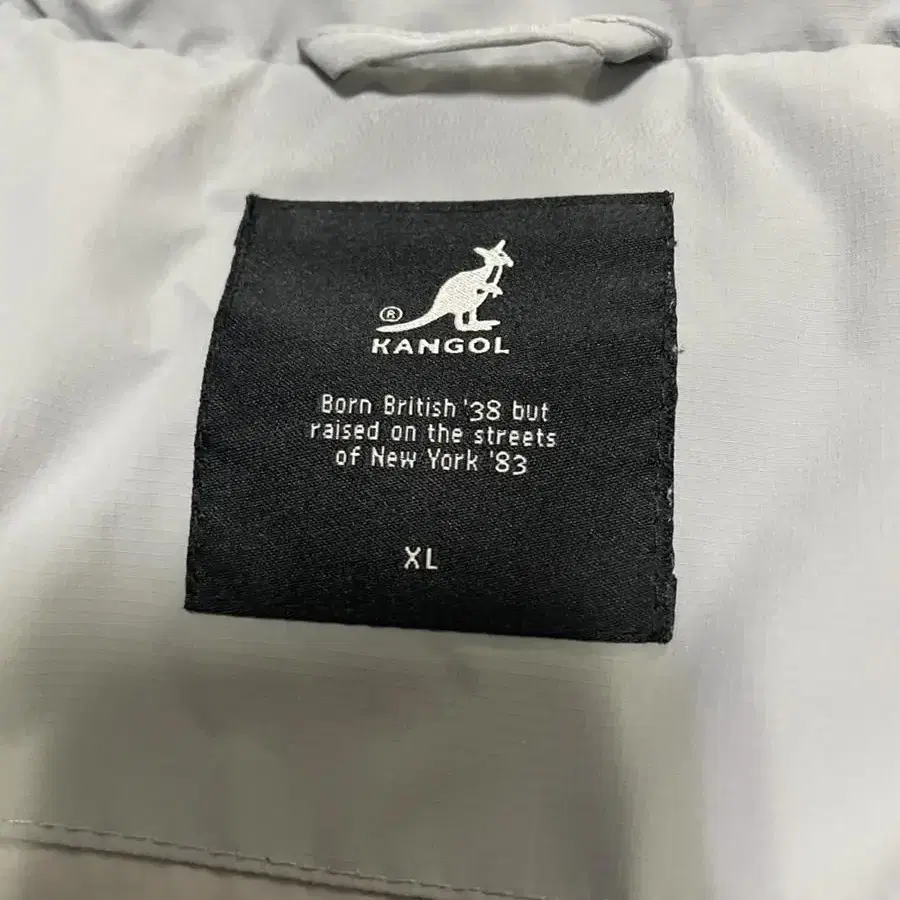 ®
KANGOL
Born British '38 but
raised on the streets
of New York '83
XL